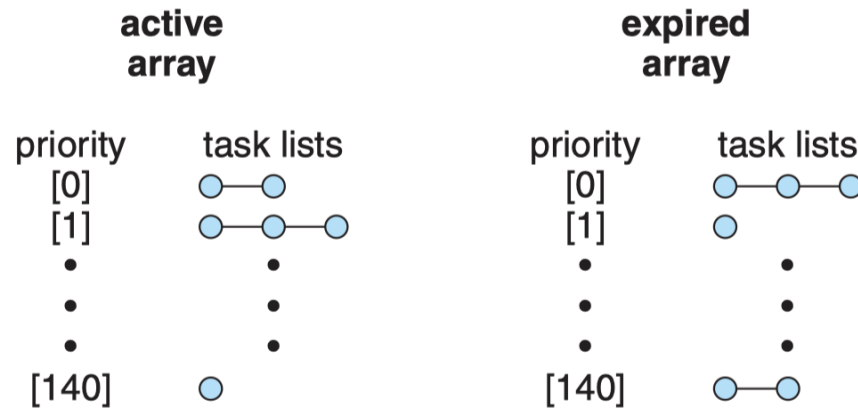 active
array
expired
array
priority task lists
[0]
[1]
[140]
priority task lists
[0]
[1]
[140]